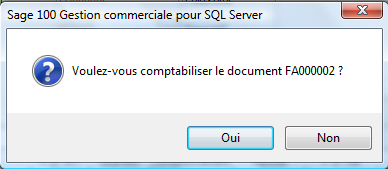 Sage 100 Gestion commerciale pour SQL Server
Voulez-vous comptabiliser le document FA000002 ?
Oui
Non